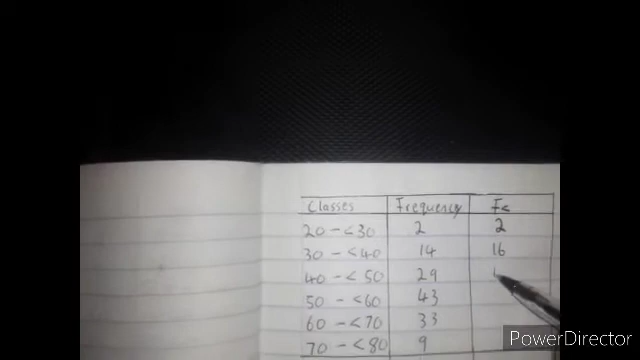 Classes Frequency F<
20 - <30 2 2
30 - <40 14 16
40 - <50 29
50 - <60 43
60 - <70 33
70 - <80 9
PowerDirector